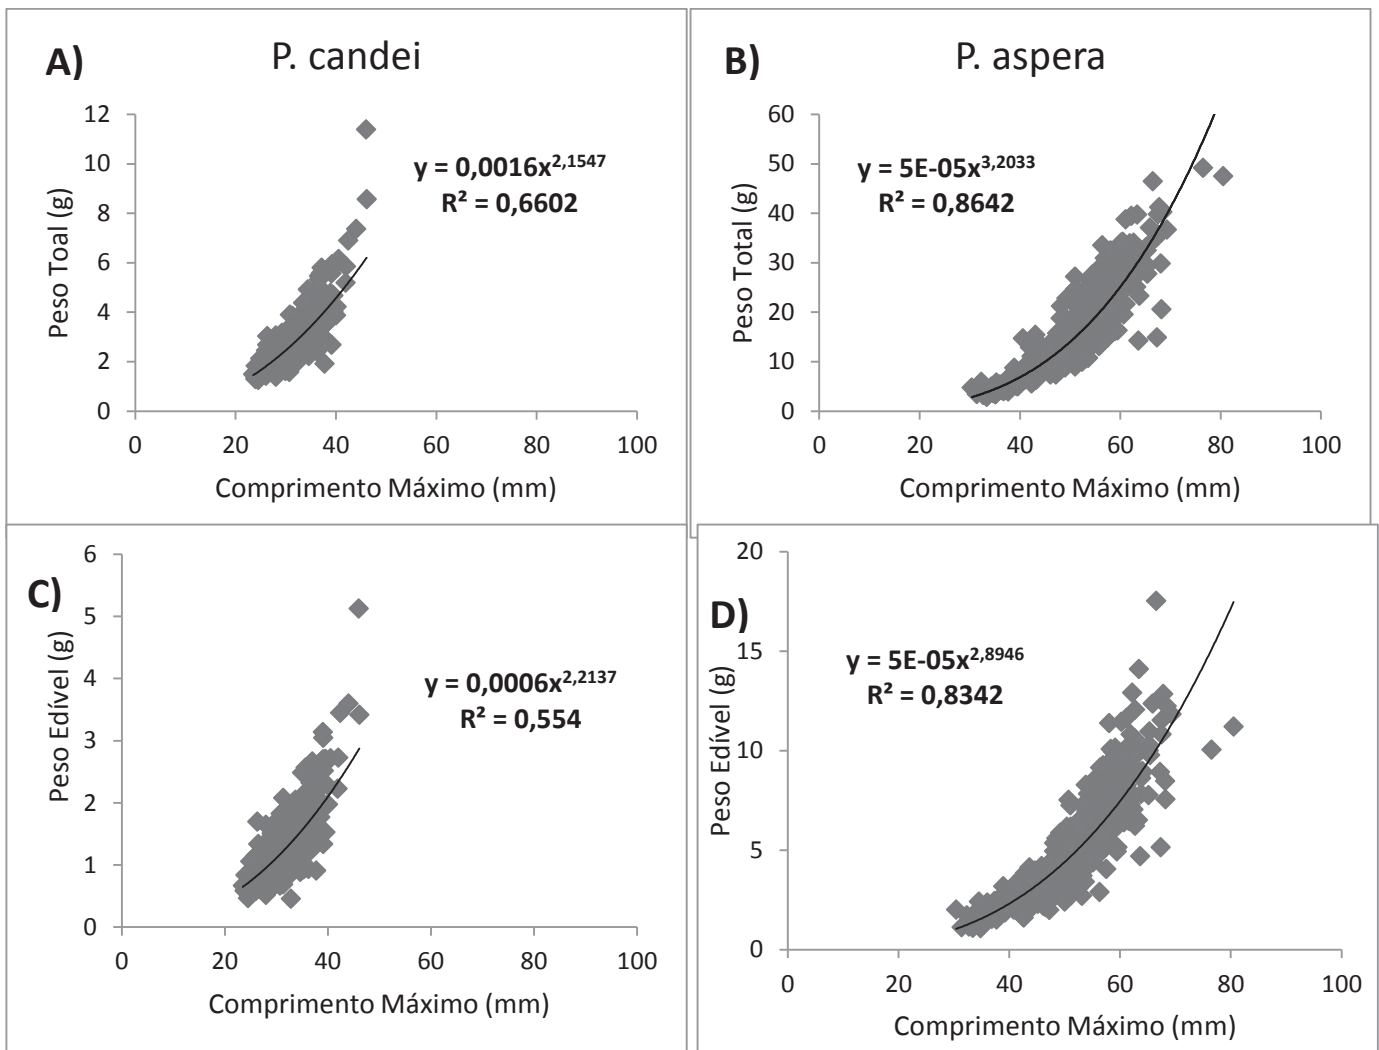 A) P. candei
12
10
8
6
4
2
0
Peso Toal (g)
y = 0,0016x^2,1547
R² = 0,6602
0 20 40 60 80 100
Comprimento Máximo (mm)
B) P. aspera
60
50
40
30
20
10
0
Peso Total (g)
y = 5E-05x^3,2033
R² = 0,8642
0 20 40 60 80 100
Comprimento Máximo (mm)
C)
6
5
4
3
2
1
0
Peso Edível (g)
y = 0,0006x^2,2137
R² = 0,554
0 20 40 60 80 100
Comprimento Máximo (mm)
D)
20
15
10
5
0
Peso Edível (g)
y = 5E-05x^2,8946
R² = 0,8342
0 20 40 60 80 100
Comprimento Máximo (mm)